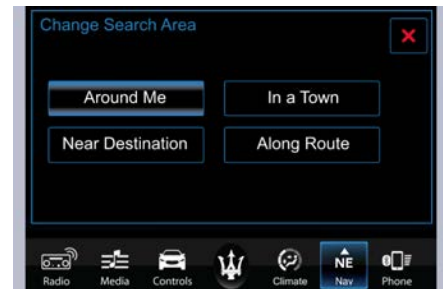 Change Search Area
Around Me
In a Town
Near Destination
Along Route
NE
Radio Media Controls Climate Nav Phone